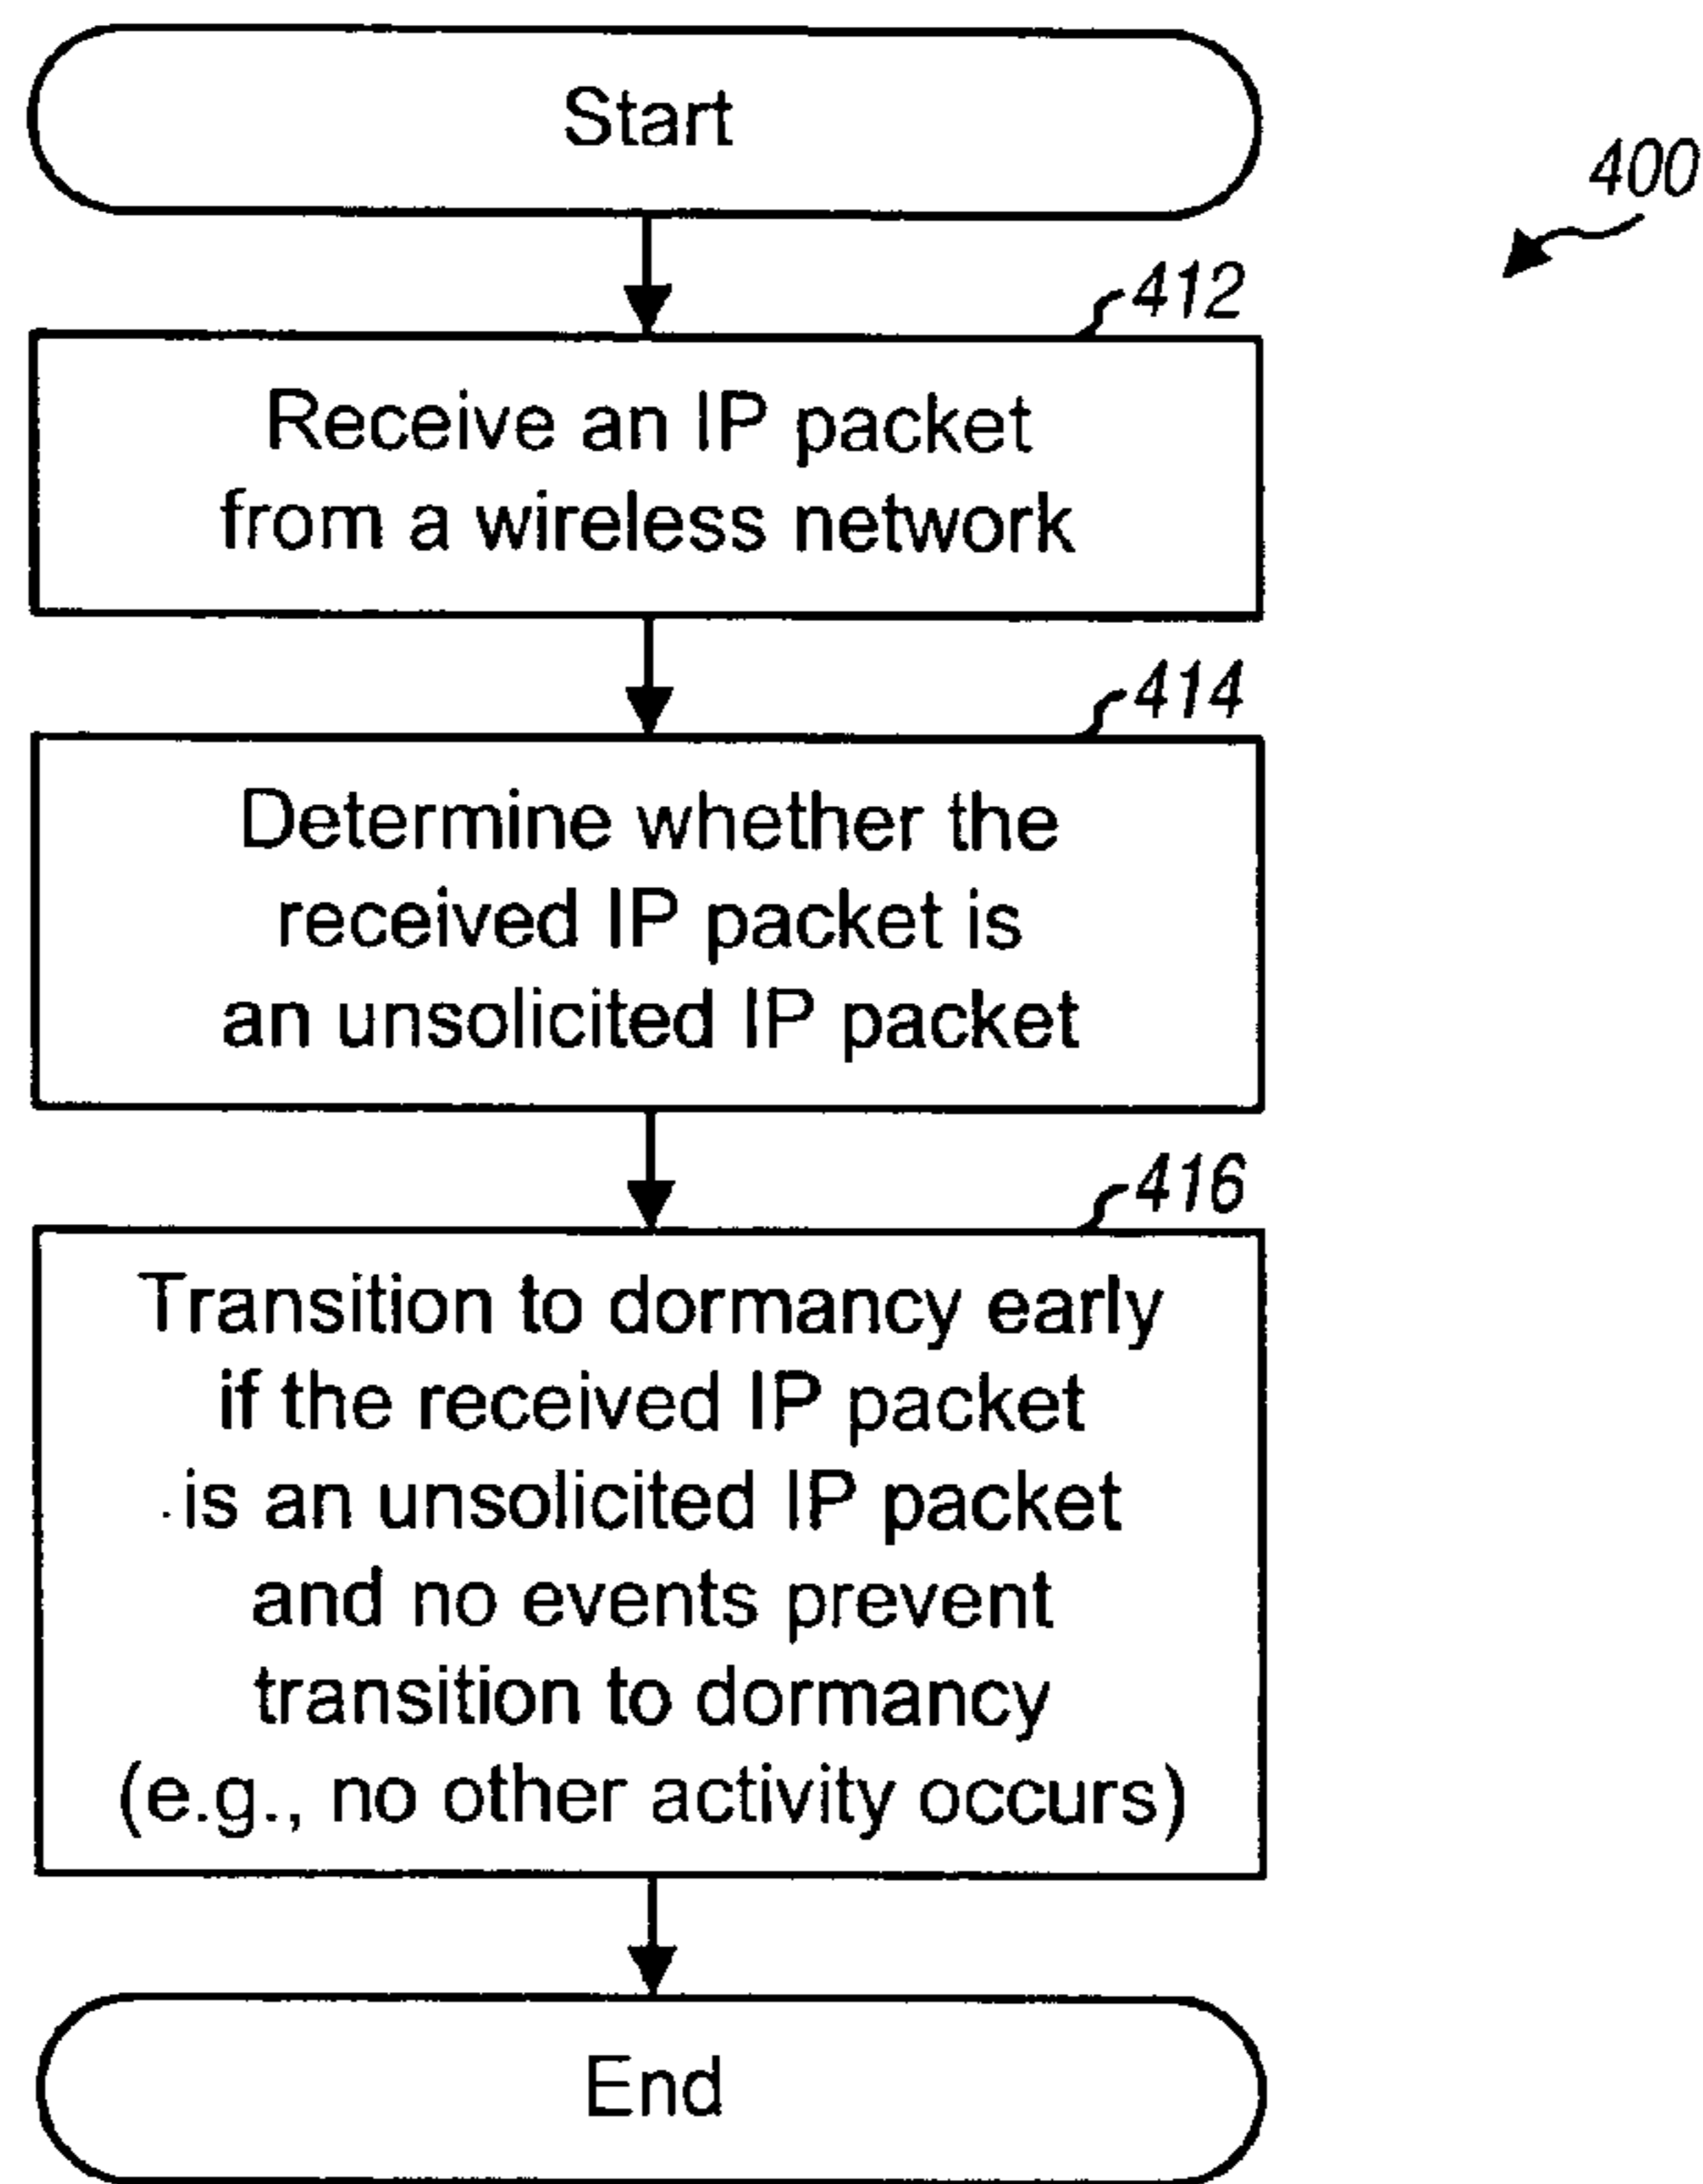 Start
400
412
Receive an IP packet
from a wireless network
414
Determine whether the
received IP packet is
an unsolicited IP packet
416
Transition to dormancy early
if the received IP packet
is an unsolicited IP packet
and no events prevent
transition to dormancy
(e.g., no other activity occurs)
End